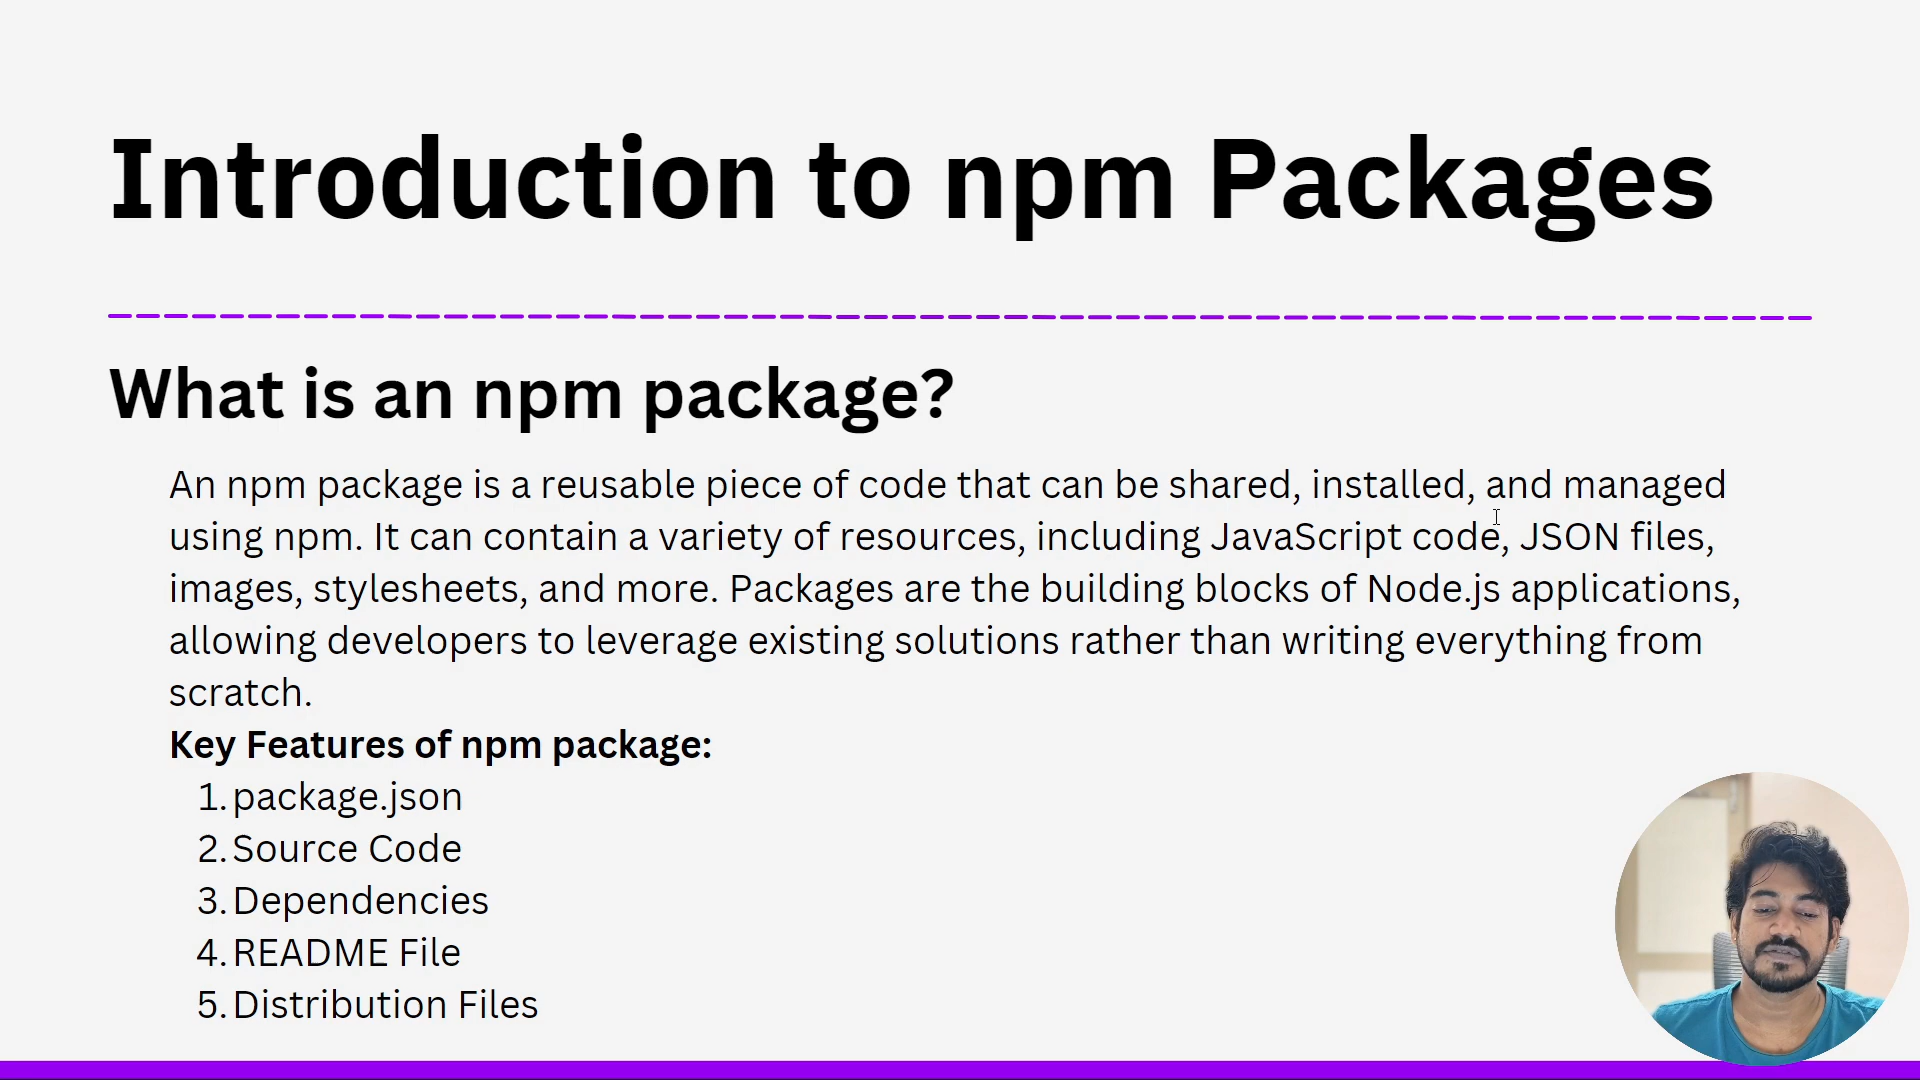 Introduction to npm Packages
What is an npm package?
An npm package is a reusable piece of code that can be shared, installed, and managed
using npm. It can contain a variety of resources, including JavaScript code, JSON files,
images, stylesheets, and more. Packages are the building blocks of Node.js applications,
allowing developers to leverage existing solutions rather than writing everything from
scratch.
Key Features of npm package:
1. package.json
2. Source Code
3. Dependencies
4. README File
5. Distribution Files